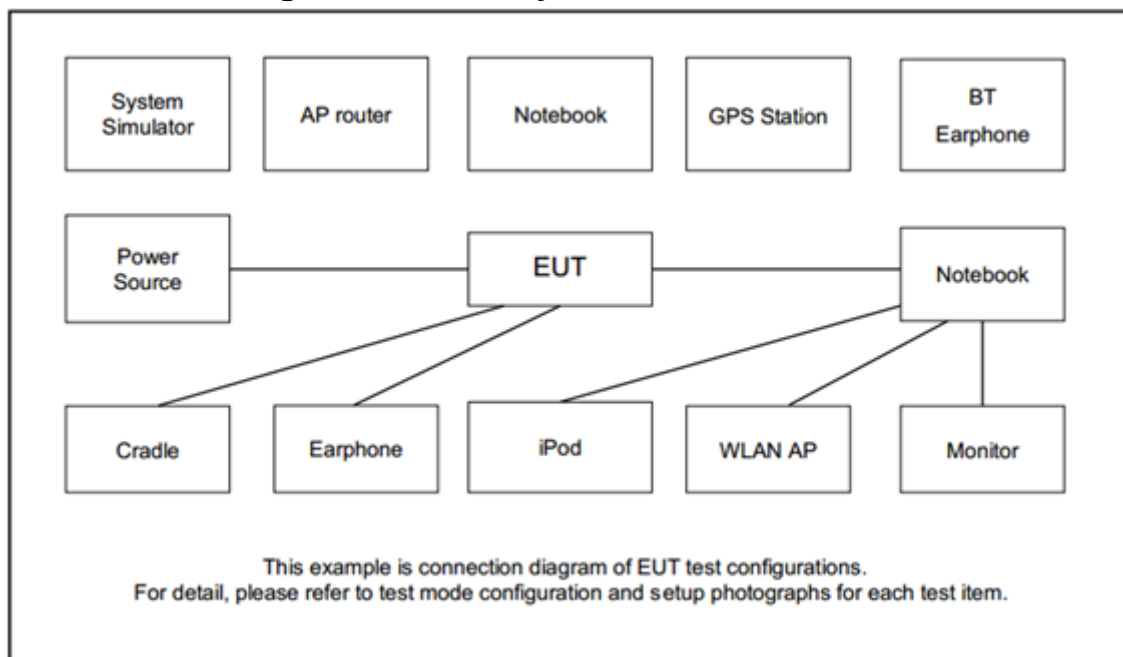 System
Simulator
AP router
Notebook
GPS Station
BT
Earphone
Power
Source
EUT
Notebook
Cradle
Earphone
iPod
WLAN AP
Monitor
This example is connection diagram of EUT test configurations.
For detail, please refer to test mode configuration and setup photographs for each test item.